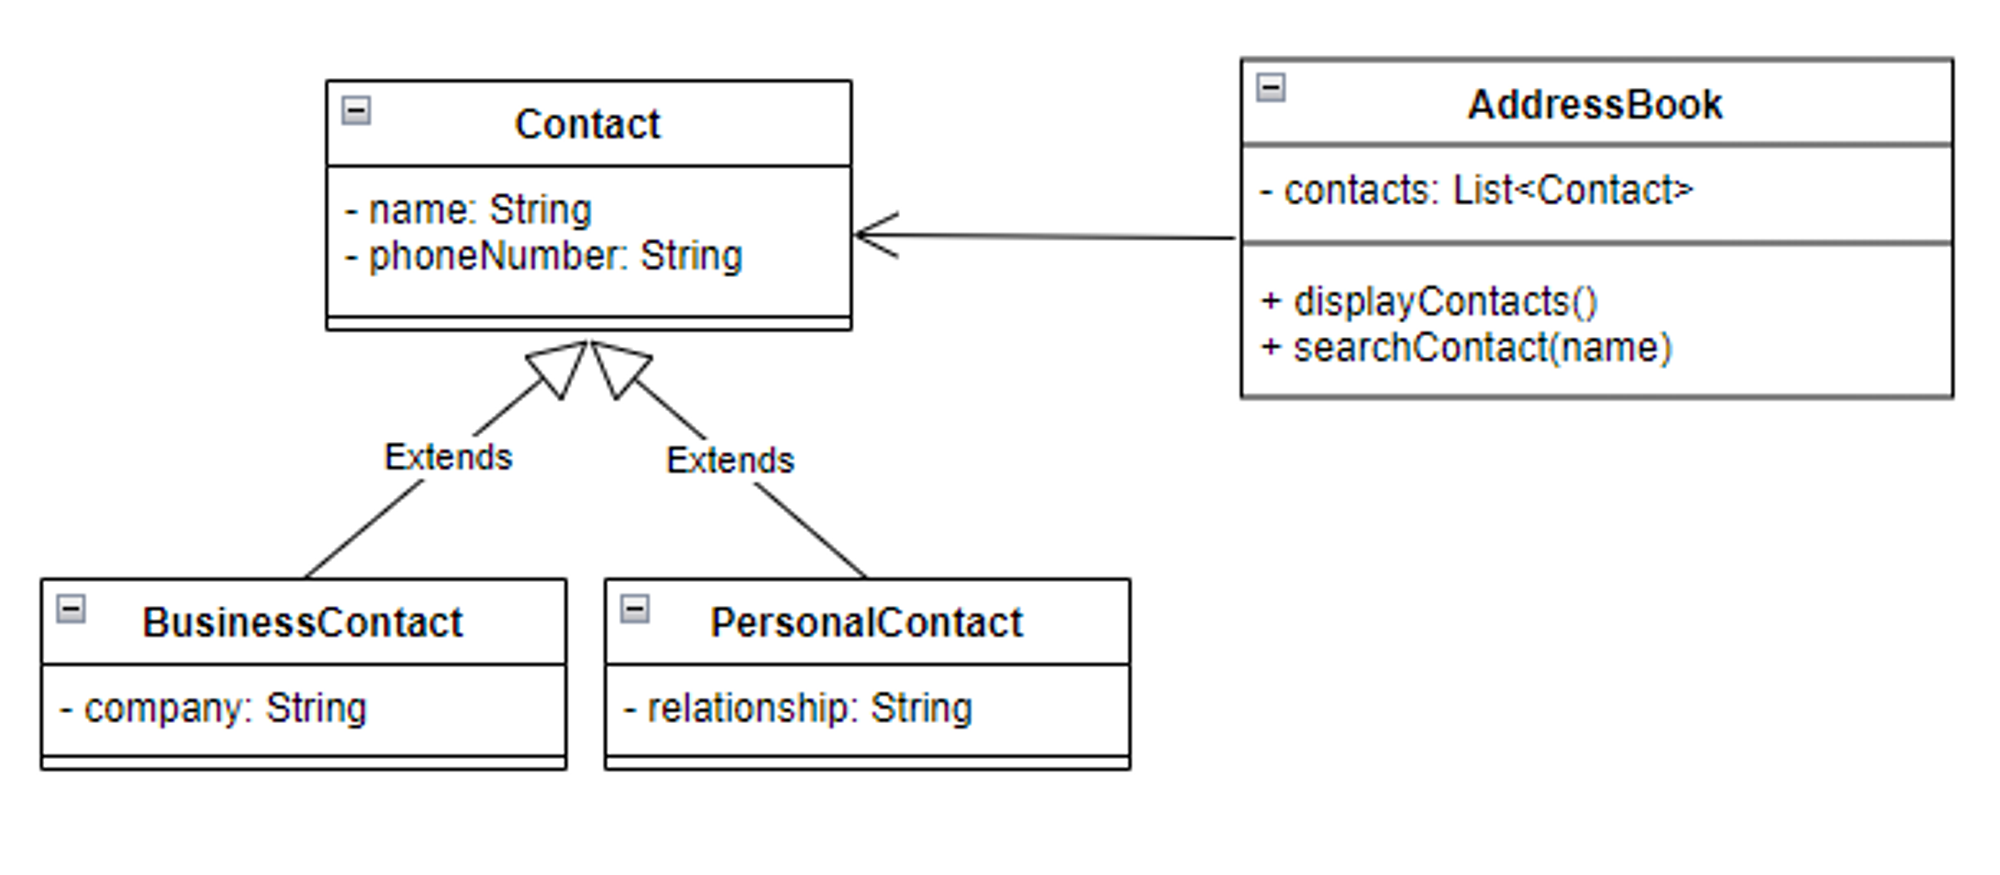 Contact
- name: String
- phoneNumber: String
AddressBook
- contacts: List<Contact>
+ displayContacts()
+ searchContact(name)
Extends
Extends
BusinessContact
- company: String
PersonalContact
- relationship: String